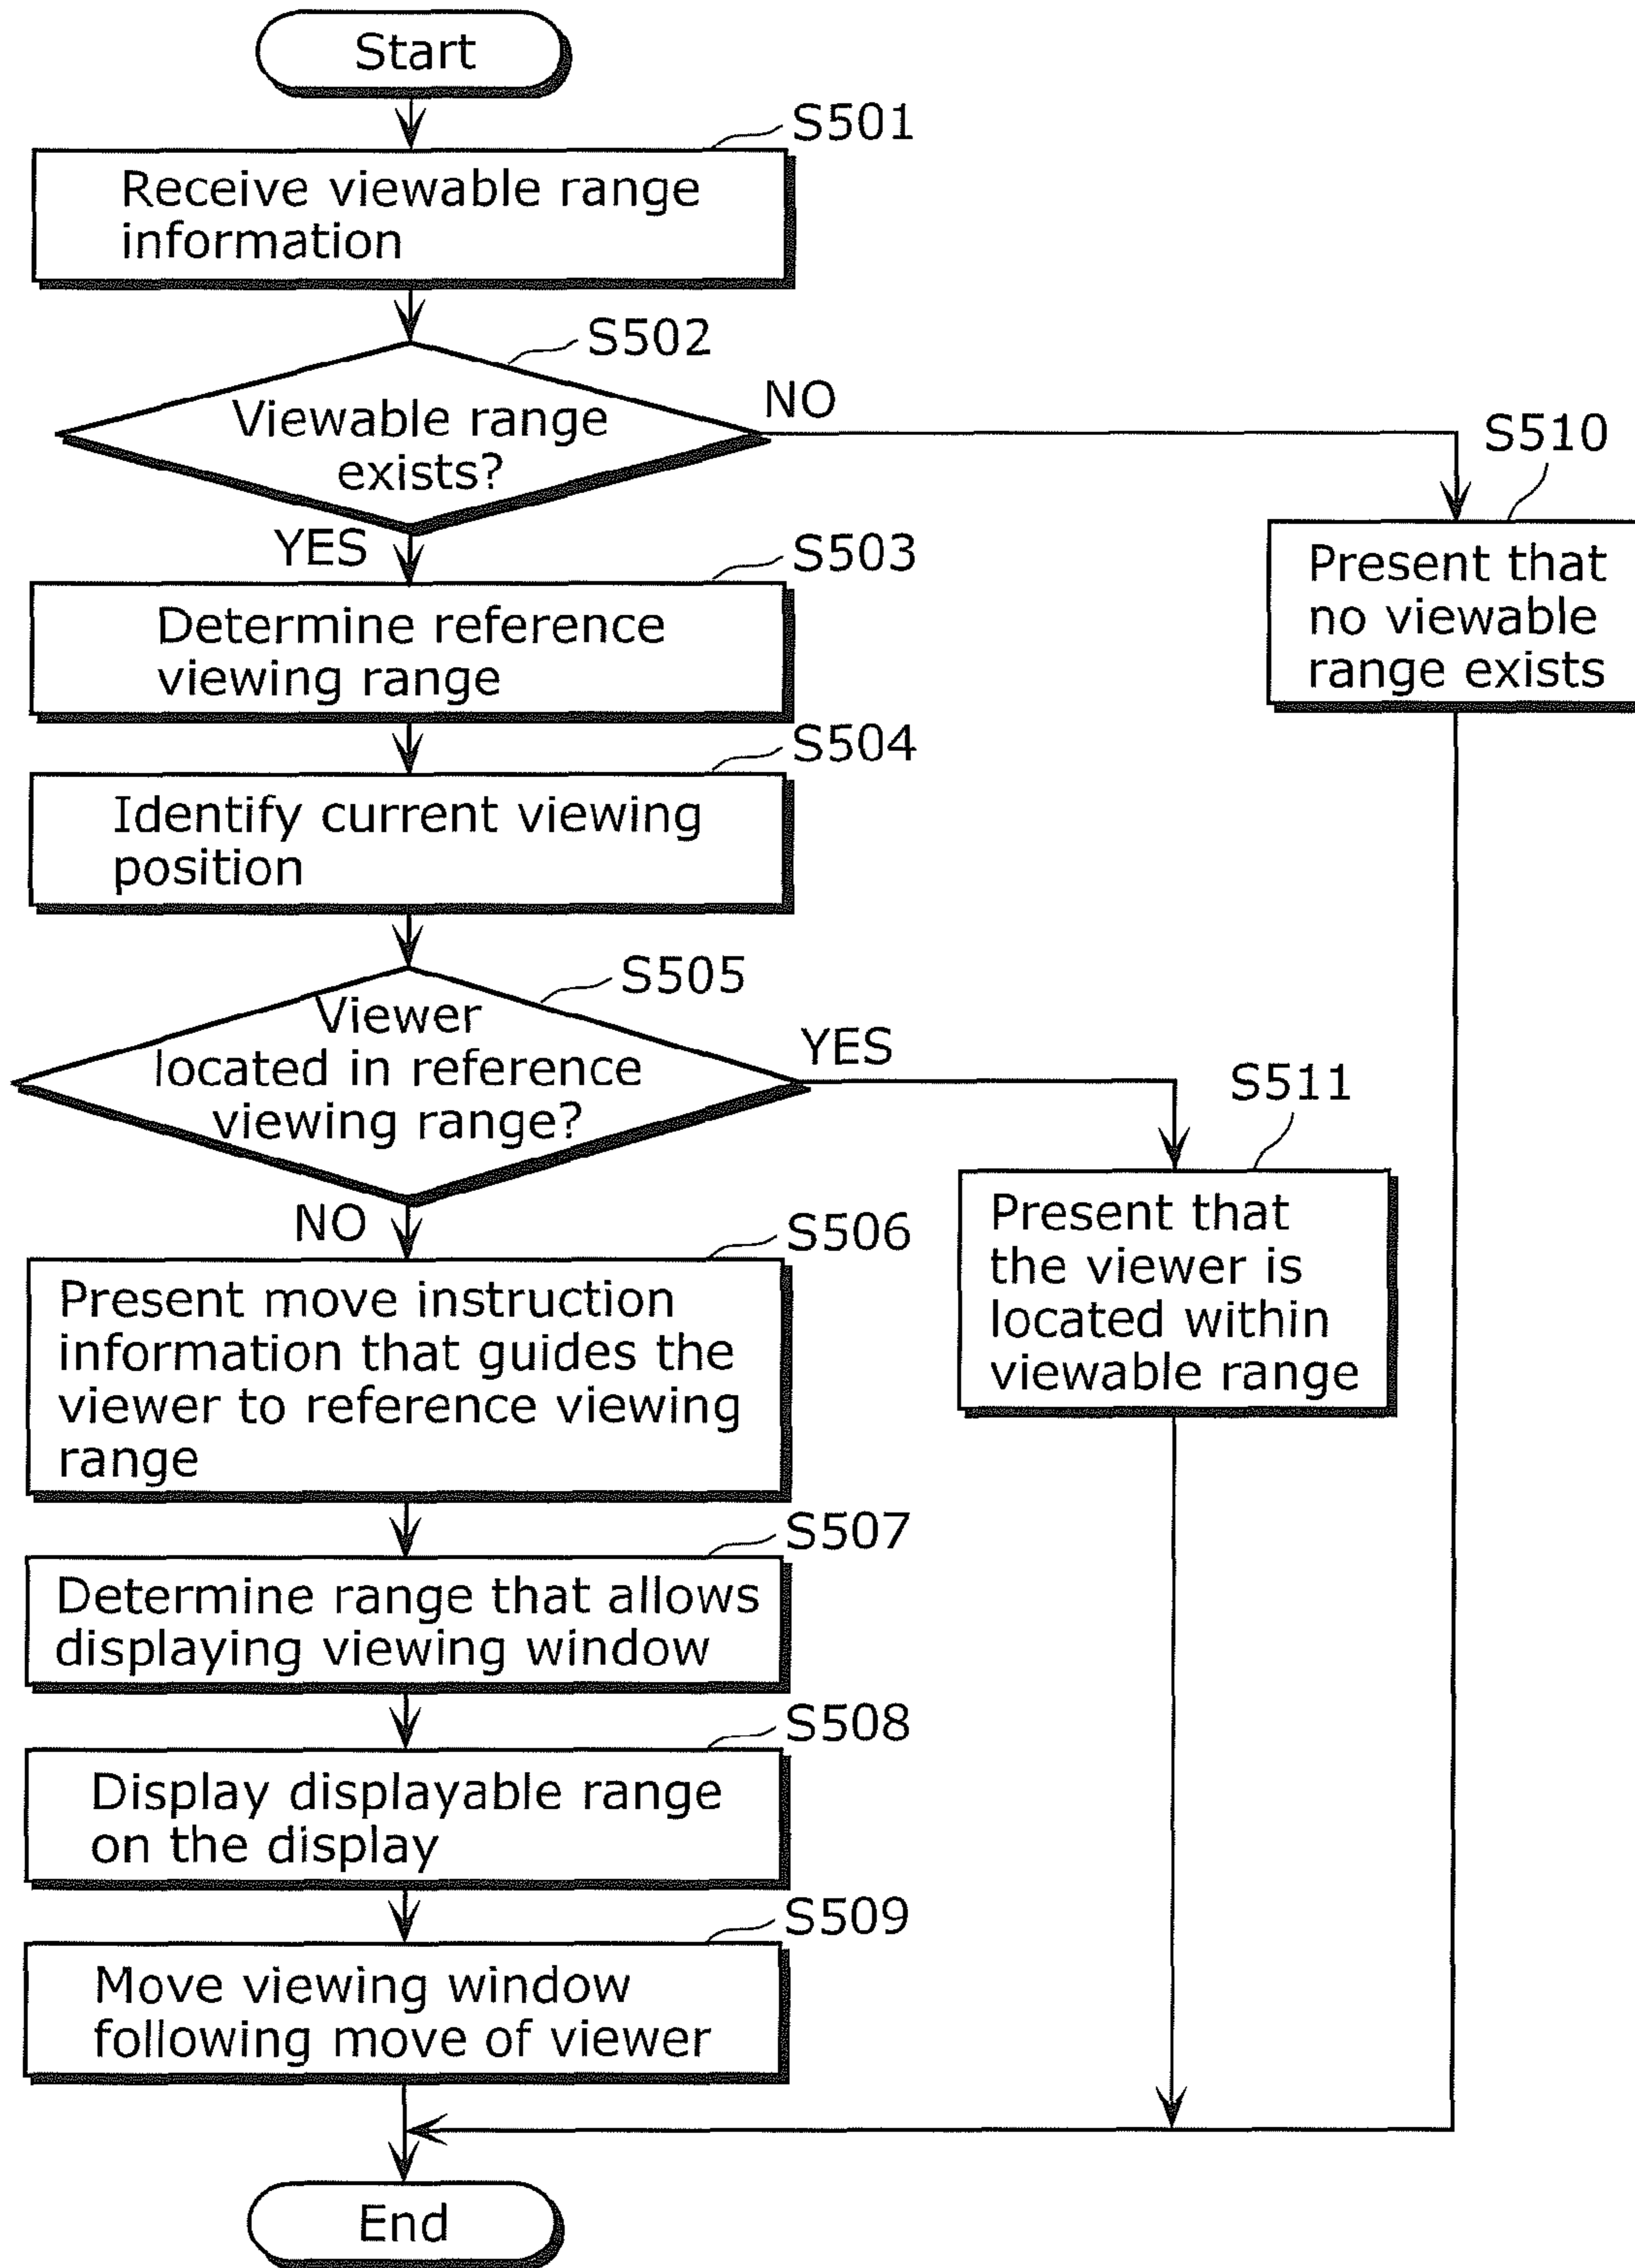 Start
S501
Receive viewable range
information
S502
Viewable range
exists?
NO
YES
S510
Present that
no viewable
range exists
S503
Determine reference
viewing range
S504
Identify current viewing
position
S505
Viewer
located in reference
viewing range?
YES
NO
S511
Present that
the viewer is
located within
viewable range
S506
Present move instruction
information that guides the
viewer to reference viewing
range
S507
Determine range that allows
displaying viewing window
S508
Display displayable range
on the display
S509
Move viewing window
following move of viewer
End